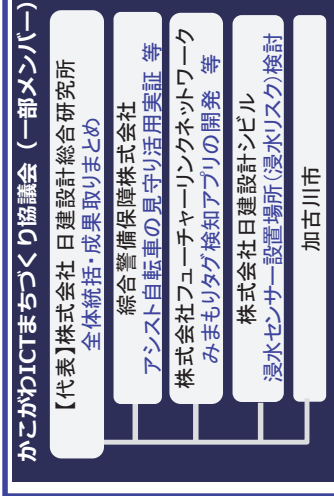 かこがわICTまちづくり協議会（一部メンバー）
【代表】株式会社 日建設計総合研究所
全体統括・成果取りまとめ
綜合警備保障株式会社
アシスト自転車の見守り活用実証 等
株式会社フューチャーリンクネットワーク
みまもりタグ検知アプリの開発 等
株式会社日建設計シビル
浸水センサー設置場所(浸水リスク)検討
加古川市